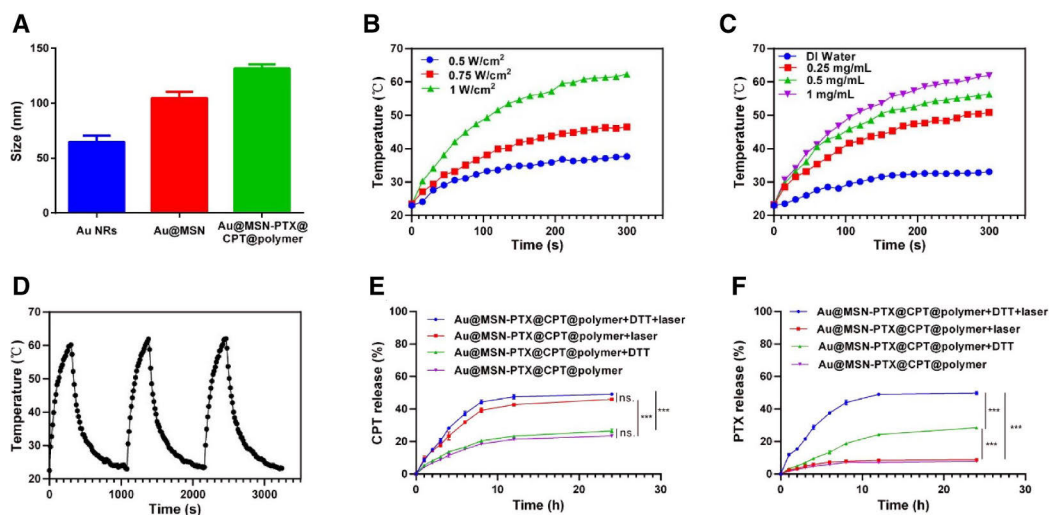 A
150
100
50
0
Size (nm)
Au NRs
Au@MSN
Au@MSN-PTX@
CPT@polymer
B
70
60
50
40
30
20
Temperature (℃)
0.5 W/cm²
0.75 W/cm²
1 W/cm²
0
100
200
300
Time (s)
C
70
60
50
40
30
20
Temperature (℃)
DI Water
0.25 mg/mL
0.5 mg/mL
1 mg/mL
0
100
200
300
Time (s)
D
70
60
50
40
30
20
Temperature (℃)
0
1000
2000
3000
Time (s)
E
100
80
60
40
20
0
CPT release (%)
Au@MSN-PTX@CPT@polymer+DTT+laser
Au@MSN-PTX@CPT@polymer+laser
Au@MSN-PTX@CPT@polymer+DTT
Au@MSN-PTX@CPT@polymer
ns.
***
***
ns.
0
10
20
30
Time (h)
F
100
80
60
40
20
0
PTX release (%)
Au@MSN-PTX@CPT@polymer+DTT+laser
Au@MSN-PTX@CPT@polymer+laser
Au@MSN-PTX@CPT@polymer+DTT
Au@MSN-PTX@CPT@polymer
***
***
***
0
10
20
30
Time (h)